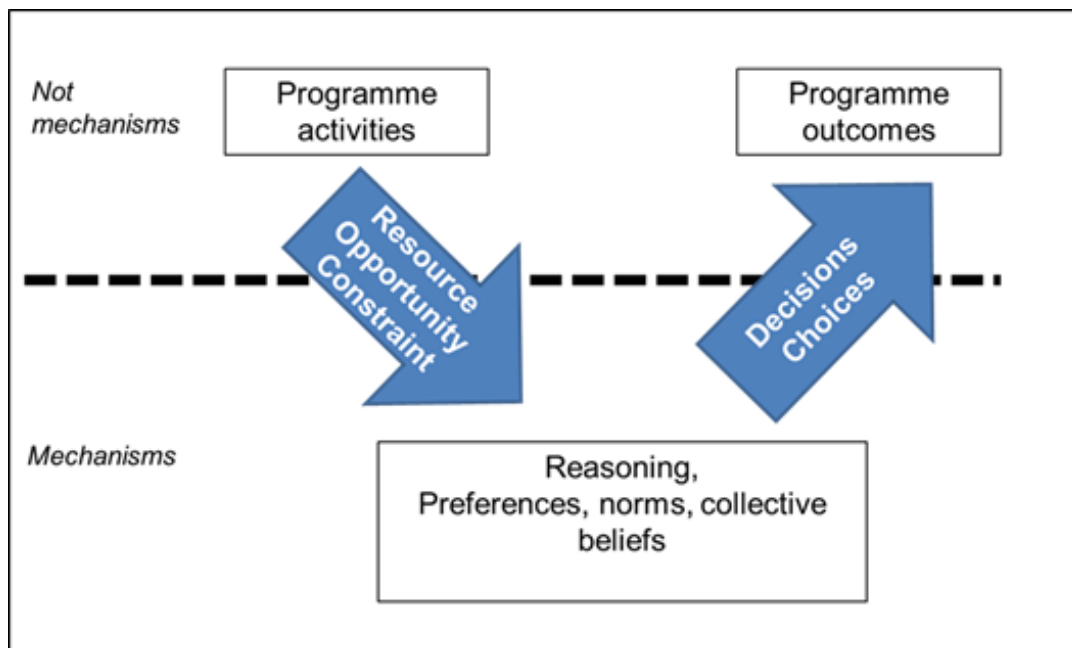 Not
mechanisms
Programme
activities
Programme
outcomes
Resource
Opportunity
Constraint
Decisions
Choices
Mechanisms
Reasoning,
Preferences, norms, collective
beliefs